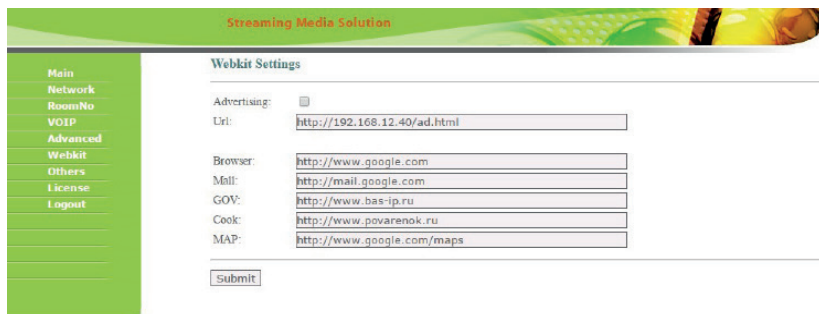 Streaming Media Solution
Main
Network
RoomNo
VOIP
Advanced
Webkit
Others
License
Logout
Webkit Settings
Advertising:
Url: http://192.168.12.40/ad.html
Browser: http://www.google.com
Mall: http://mail.google.com
GOV: http://www.bas-ip.ru
Cook: http://www.povarenok.ru
MAP: http://www.google.com/maps
Submit